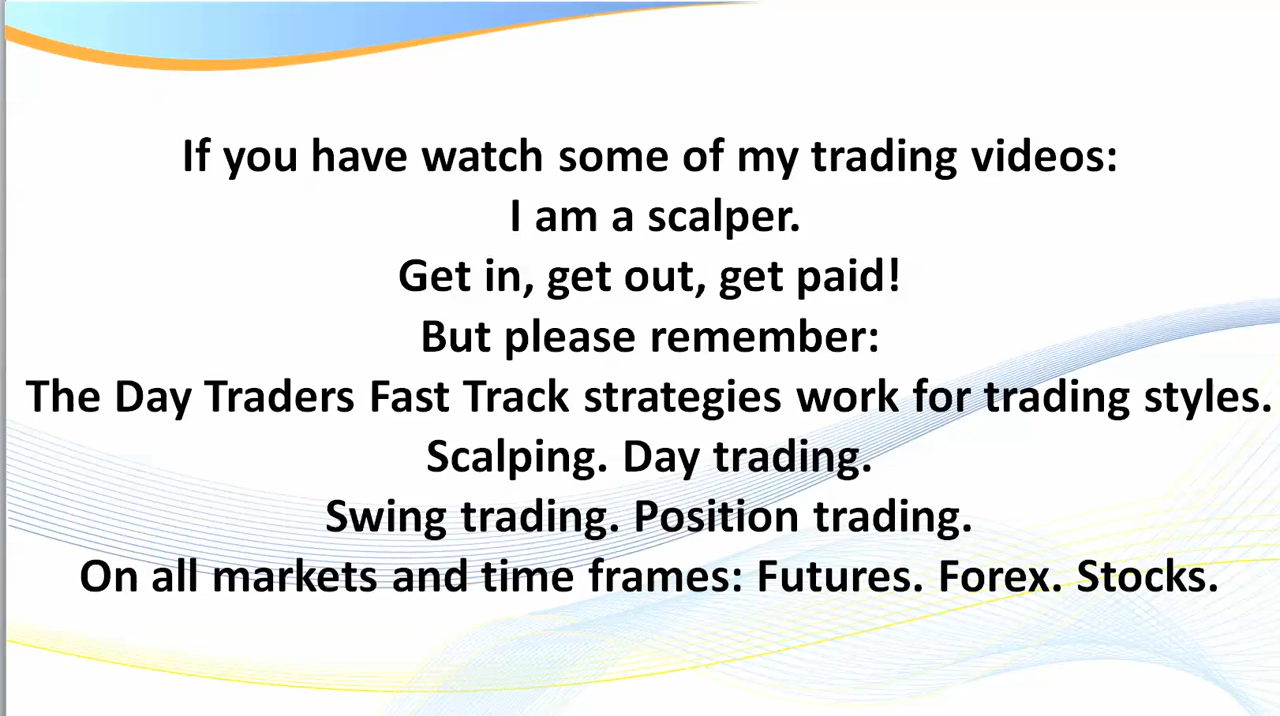 If you have watch some of my trading videos:
I am a scalper.
Get in, get out, get paid!
But please remember:
The Day Traders Fast Track strategies work for trading styles.
Scalping. Day trading.
Swing trading. Position trading.
On all markets and time frames: Futures. Forex. Stocks.